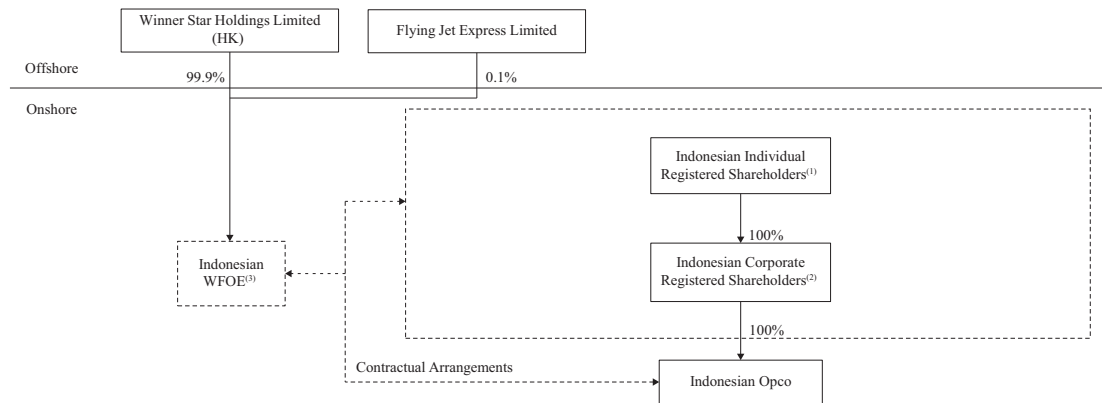 Winner Star Holdings Limited
(HK)
Flying Jet Express Limited
Offshore
99.9%
0.1%
Onshore
Indonesian Individual
Registered Shareholders(1)
100%
Indonesian
WFOE(3)
Indonesian Corporate
Registered Shareholders(2)
100%
Contractual Arrangements
Indonesian Opco